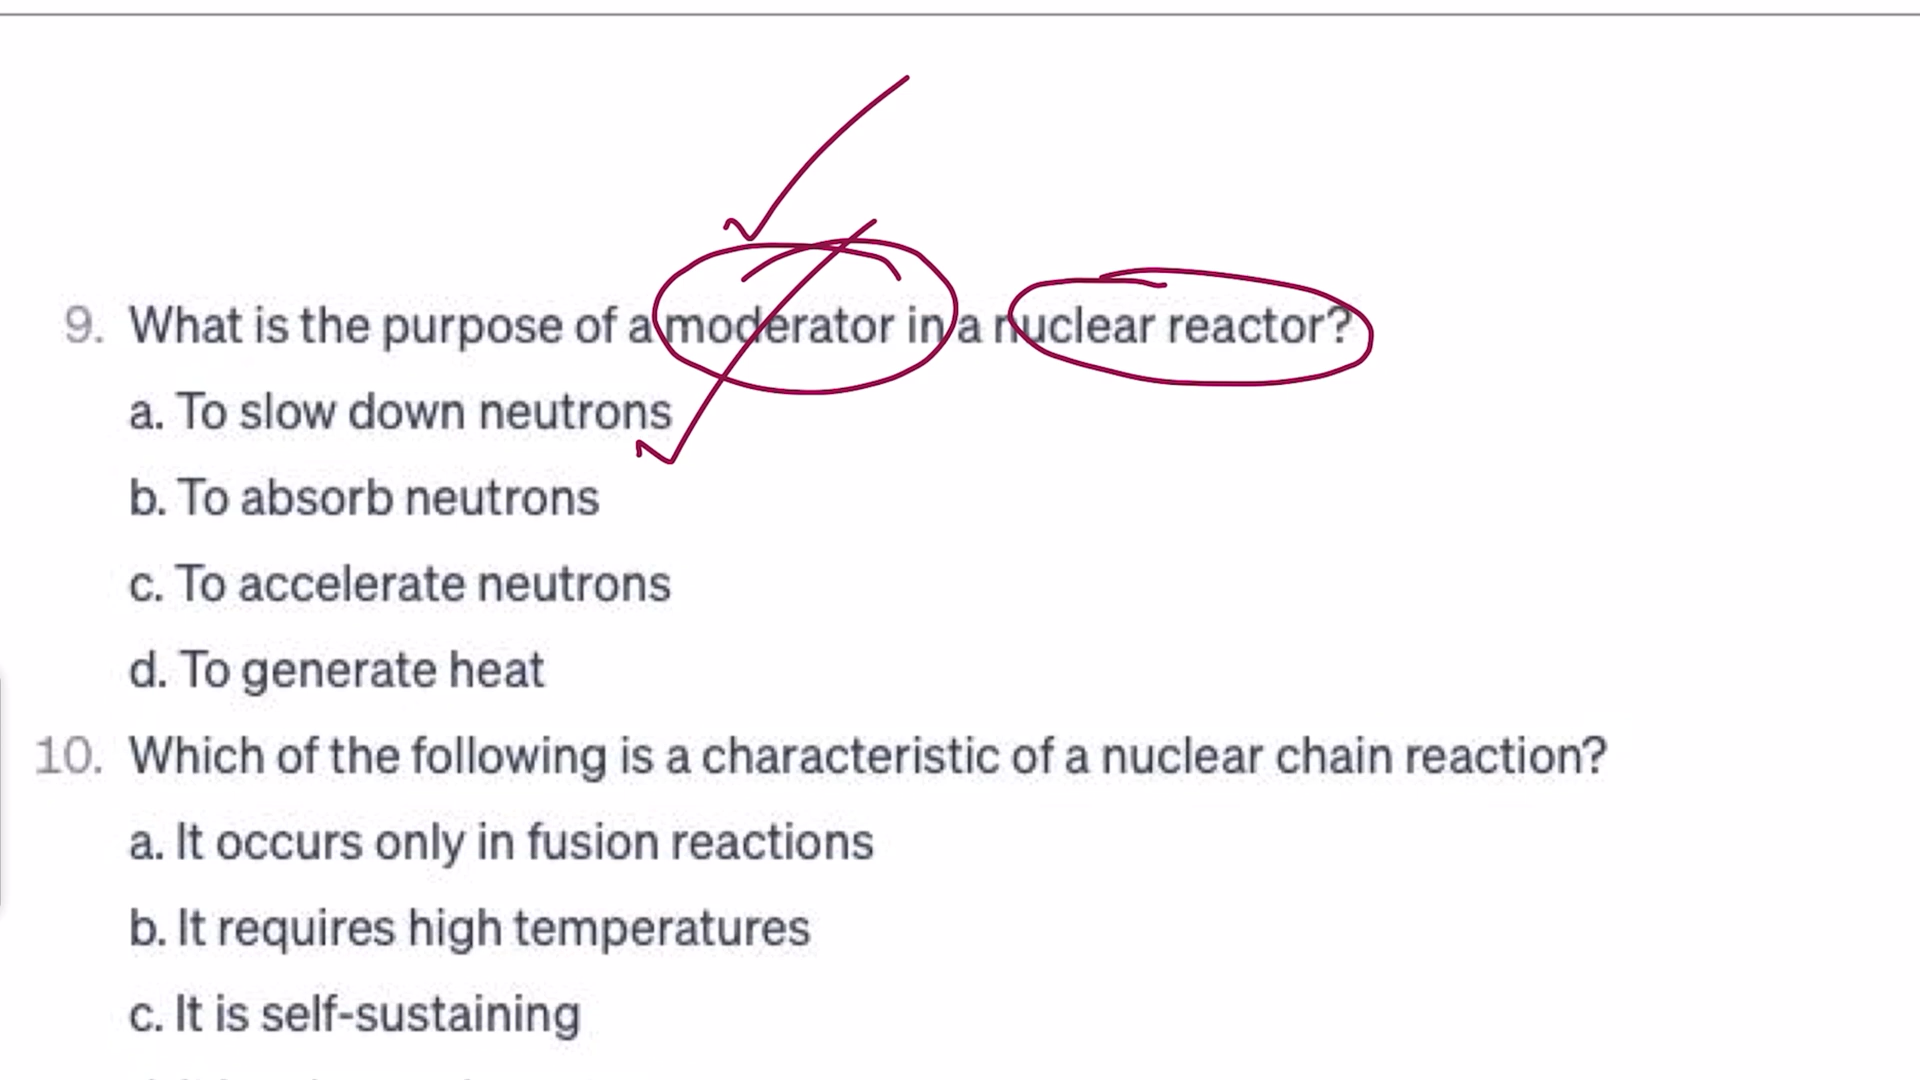 9. What is the purpose of a moderator in a nuclear reactor?
a. To slow down neutrons
b. To absorb neutrons
c. To accelerate neutrons
d. To generate heat
10. Which of the following is a characteristic of a nuclear chain reaction?
a. It occurs only in fusion reactions
b. It requires high temperatures
c. It is self-sustaining